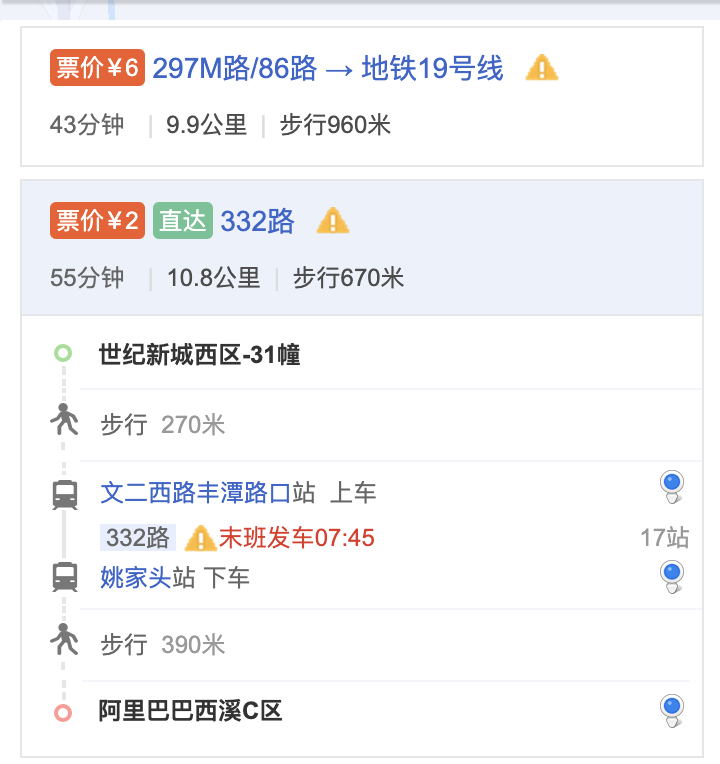 票价¥6 297M路/86路 → 地铁19号线
43分钟 | 9.9公里 | 步行960米
票价¥2 直达 332路
55分钟 | 10.8公里 | 步行670米
世纪新城西区-31幢
步行 270米
文二西路丰潭路口站 上车
332路 末班发车07:45 17站
姚家头站 下车
步行 390米
阿里巴巴西溪C区